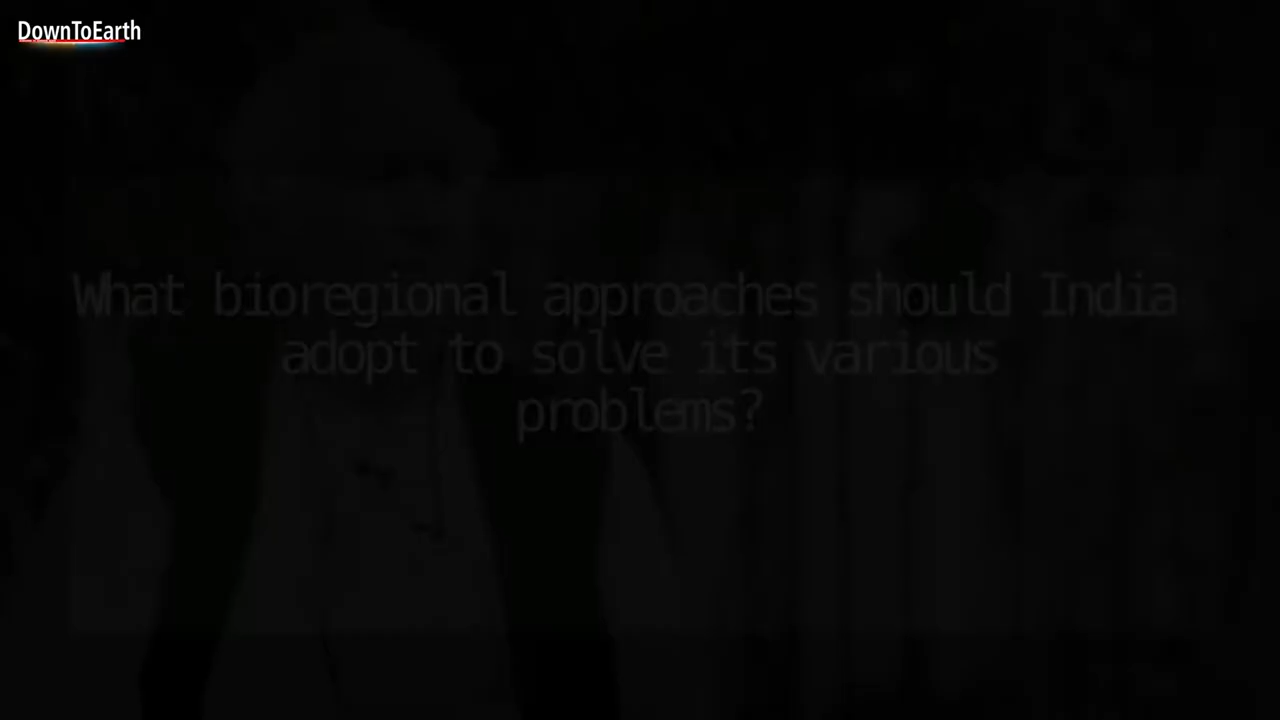 DownToEarth
What bioregional approaches should India
adopt to solve its various
problems?